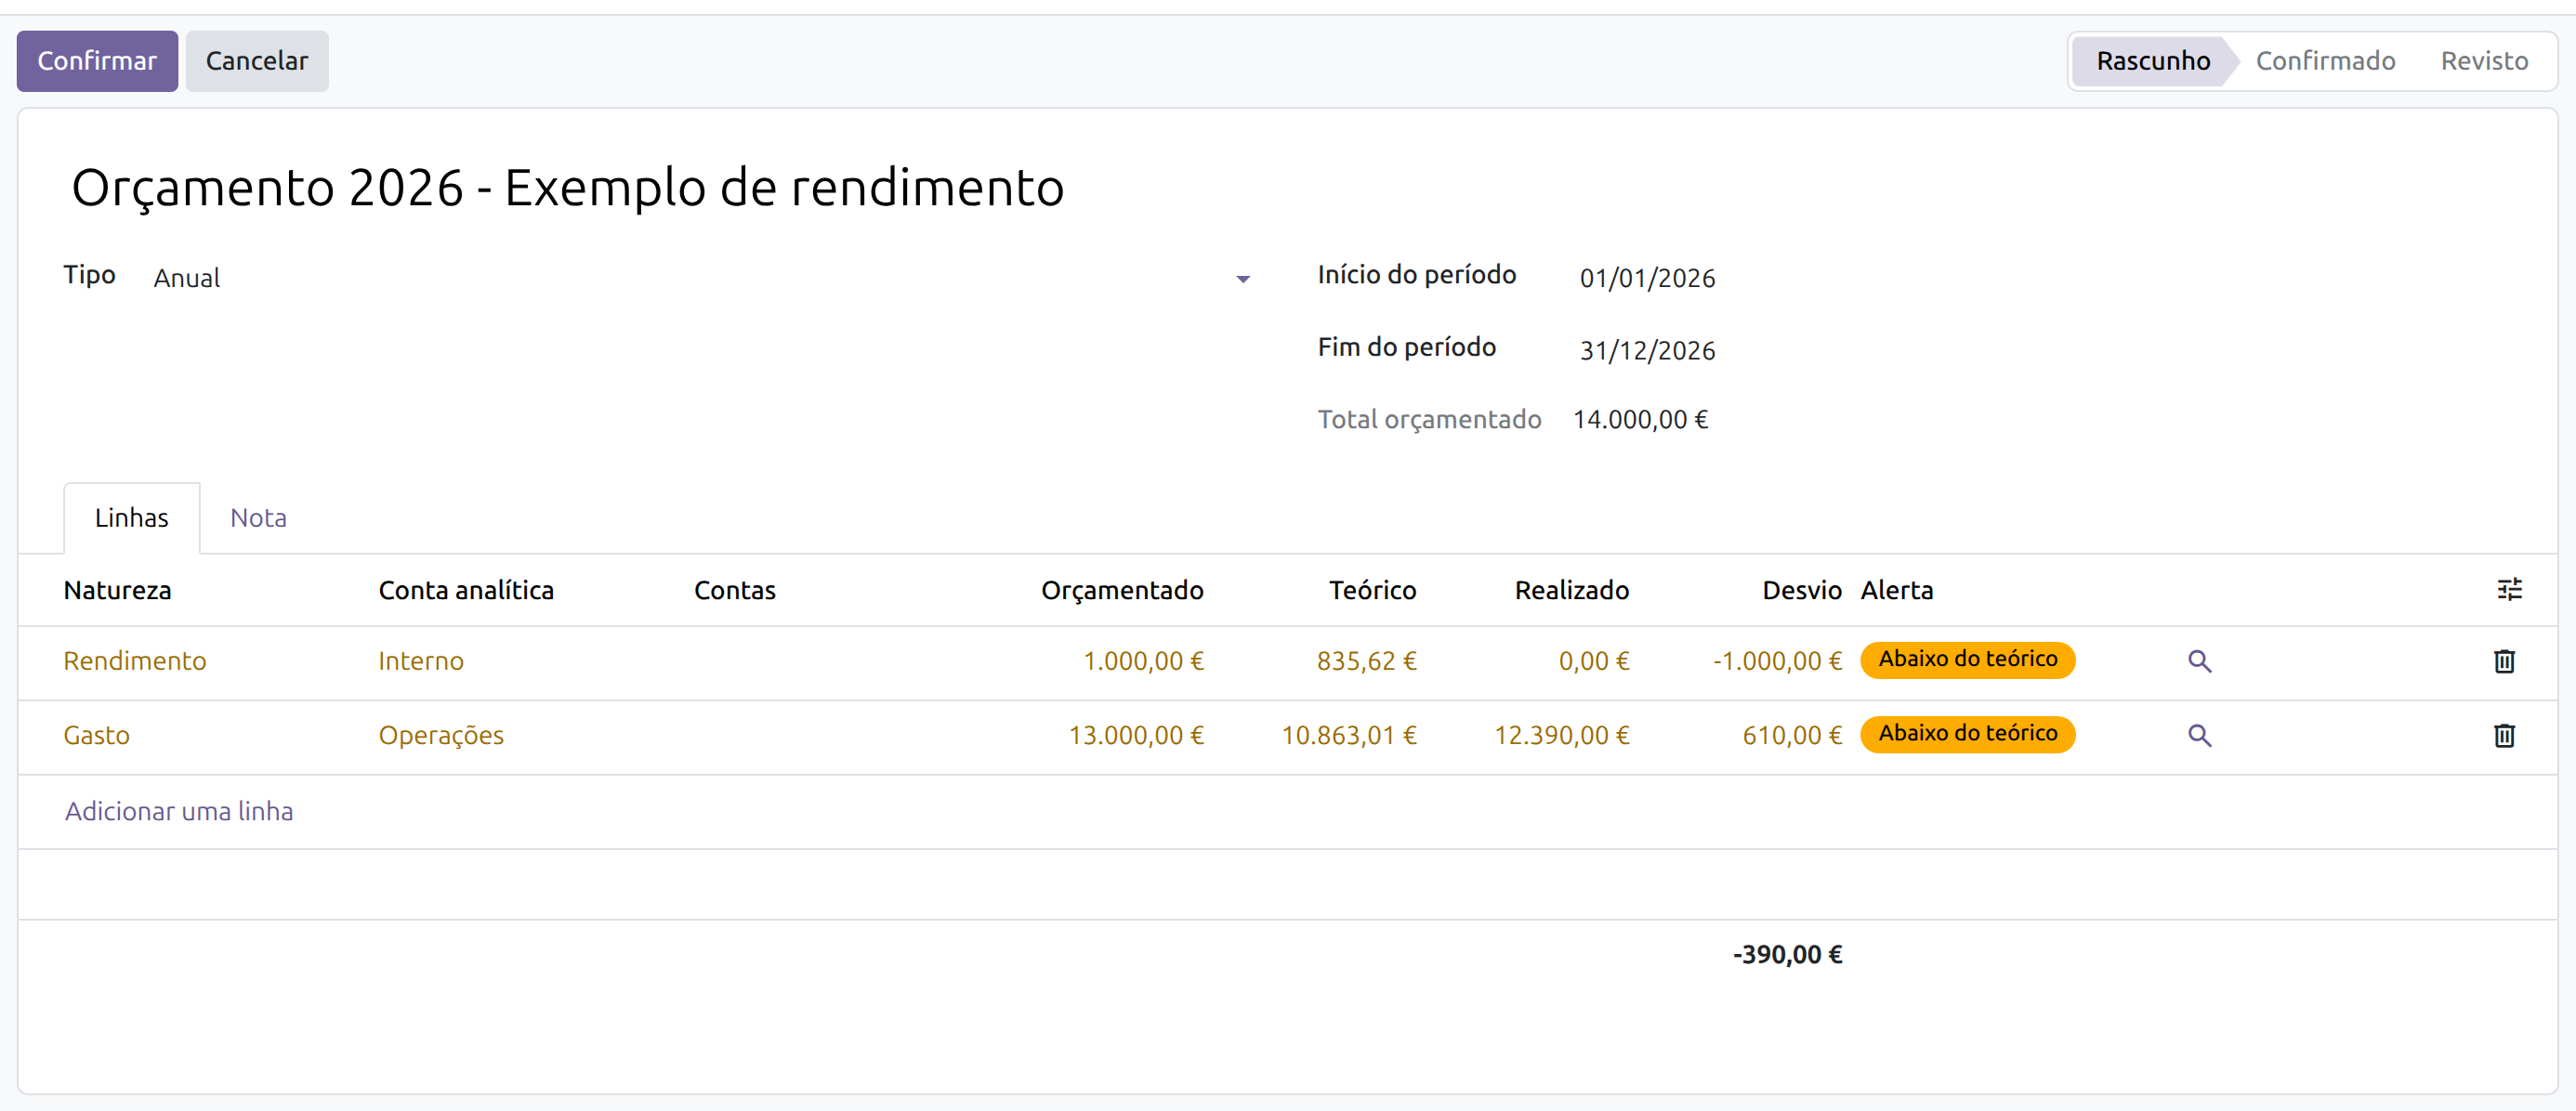 Confirmar Cancelar Rascunho Confirmado Revisto
Orçamento 2026 - Exemplo de rendimento
Tipo Anual Início do período 01/01/2026
Fim do período 31/12/2026
Total orçamentado 14.000,00 €
Linhas Nota
Natureza Conta analítica Contas Orçamentado Teórico Realizado Desvio Alerta
Rendimento Interno 1.000,00 € 835,62 € 0,00 € -1.000,00 € Abaixo do teórico
Gasto Operações 13.000,00 € 10.863,01 € 12.390,00 € 610,00 € Abaixo do teórico
Adicionar uma linha
-390,00 €